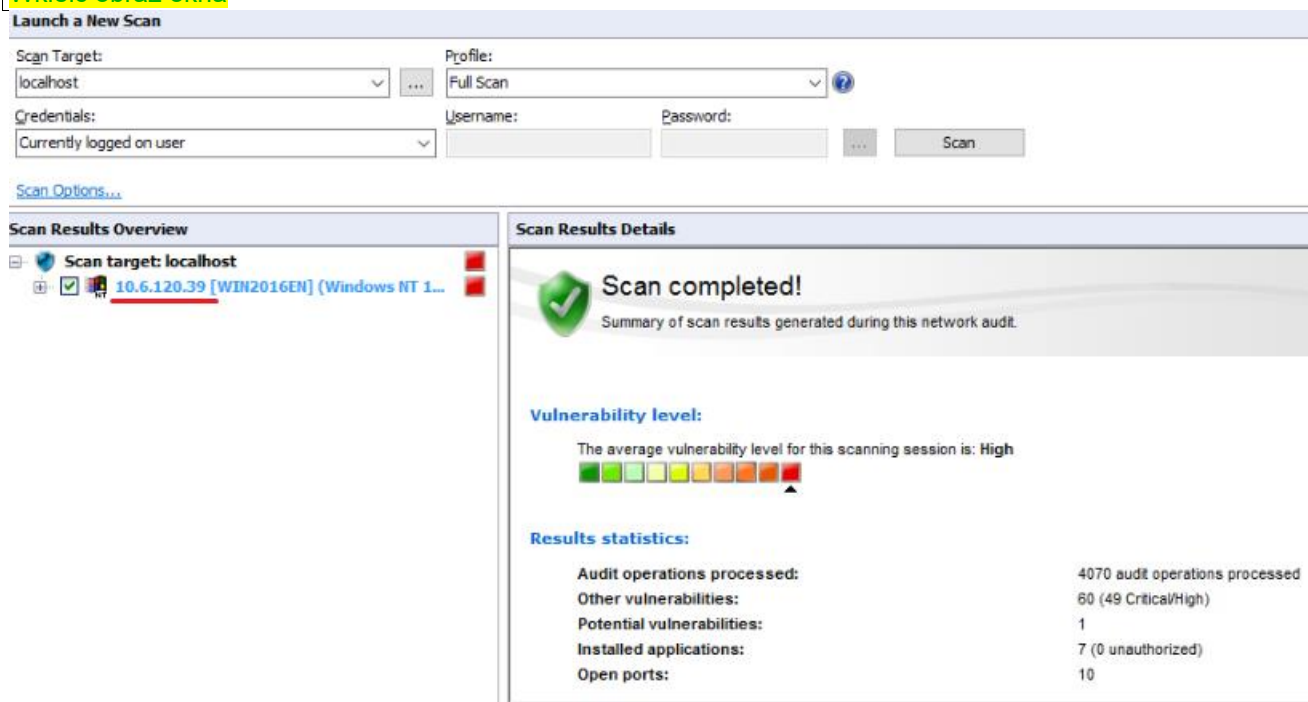 obraz okna
Launch a New Scan
Scan Target:
Profile:
localhost
...
Full Scan
Credentials:
Username:
Password:
Currently logged on user
...
Scan
Scan Options...
Scan Results Overview
Scan Results Details
Scan target: localhost
10.6.120.39 [WIN2016EN] (Windows NT 1...
Scan completed!
Summary of scan results generated during this network audit.
Vulnerability level:
The average vulnerability level for this scanning session is: High
Results statistics:
Audit operations processed: 4070 audit operations processed
Other vulnerabilities: 60 (49 Critical/High)
Potential vulnerabilities: 1
Installed applications: 7 (0 unauthorized)
Open ports: 10